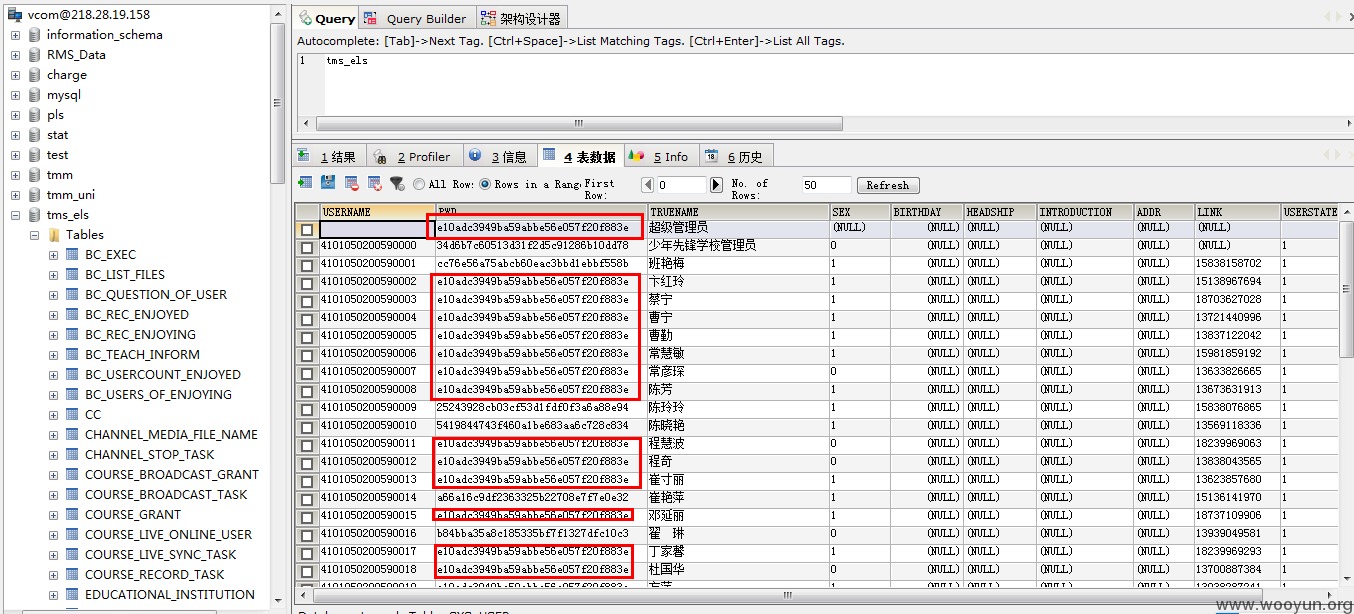 vcom@218.28.19.158
information_schema
RMS_Data
charge
mysql
pls
stat
test
tmm
tmm_uni
tms_els
Tables
BC_EXEC
BC_LIST_FILES
BC_QUESTION_OF_USER
BC_REC_ENJOYED
BC_REC_ENJOYING
BC_TEACH_INFORM
BC_USERCOUNT_ENJOYED
BC_USERS_OF_ENJOYING
CC
CHANNEL_MEDIA_FILE_NAME
CHANNEL_STOP_TASK
COURSE_BROADCAST_GRANT
COURSE_BROADCAST_TASK
COURSE_GRANT
COURSE_LIVE_ONLINE_USER
COURSE_LIVE_SYNC_TASK
COURSE_RECORD_TASK
EDUCATIONAL_INSTITUTION
Query Query Builder 架构设计器
Autocomplete: [Tab]->Next Tag. [Ctrl+Space]->List Matching Tags. [Ctrl+Enter]->List All Tags.
1 tms_els
1 结果 2 Profiler 3 信息 4 表数据 5 Info 6 历史
All Row: Rows in a Rang First Row: 0 No. of Rows: 50 Refresh
USERNAME PWD TRUENAME SEX BIRTHDAY HEADSHIP INTRODUCTION ADDR LINK USERSTATE
e10adc3949ba59abbe56e057f20f883e 超级管理员 (NULL) (NULL) (NULL) (NULL) (NULL) (NULL)
4101050200590000 34d6b7c60513d31f2d5c91286b10dd78 少年先锋学校管理员 0 (NULL) (NULL) (NULL) (NULL) (NULL) 1
4101050200590001 cc76e56a75abcb60eac3bbd1ebbf558b 班艳梅 1 (NULL) (NULL) (NULL) (NULL) 15838158702 1
4101050200590002 e10adc3949ba59abbe56e057f20f883e 卞红玲 1 (NULL) (NULL) (NULL) (NULL) 15138967694 1
4101050200590003 e10adc3949ba59abbe56e057f20f883e 蔡宁 1 (NULL) (NULL) (NULL) (NULL) 18703627028 1
4101050200590004 e10adc3949ba59abbe56e057f20f883e 曹宁 1 (NULL) (NULL) (NULL) (NULL) 13721440996 1
4101050200590005 e10adc3949ba59abbe56e057f20f883e 曹勤 1 (NULL) (NULL) (NULL) (NULL) 13837122042 1
4101050200590006 e10adc3949ba59abbe56e057f20f883e 常慧敏 1 (NULL) (NULL) (NULL) (NULL) 15981859192 1
4101050200590007 e10adc3949ba59abbe56e057f20f883e 常彦琛 0 (NULL) (NULL) (NULL) (NULL) 13633826665 1
4101050200590008 e10adc3949ba59abbe56e057f20f883e 陈芳 1 (NULL) (NULL) (NULL) (NULL) 13673631913 1
4101050200590009 25243928cb03cf53d1fdf0f3a6a88e94 陈玲玲 1 (NULL) (NULL) (NULL) (NULL) 15838076865 1
4101050200590010 5419844743f460a1be683aa6c728c834 陈晓艳 1 (NULL) (NULL) (NULL) (NULL) 13569118336 1
4101050200590011 e10adc3949ba59abbe56e057f20f883e 程慧波 0 (NULL) (NULL) (NULL) (NULL) 18239969063 1
4101050200590012 e10adc3949ba59abbe56e057f20f883e 程奇 0 (NULL) (NULL) (NULL) (NULL) 13838043565 1
4101050200590013 e10adc3949ba59abbe56e057f20f883e 崔寸丽 1 (NULL) (NULL) (NULL) (NULL) 13623857680 1
4101050200590014 a66a16c9df2363325b22708e7f7e0e32 崔艳萍 1 (NULL) (NULL) (NULL) (NULL) 15136141970 1
4101050200590015 e10adc3949ba59abbe56e057f20f883e 邓延丽 1 (NULL) (NULL) (NULL) (NULL) 18737109906 1
4101050200590016 b84bba35a8c185335bf7f1327dfc10c3 翟 琳 0 (NULL) (NULL) (NULL) (NULL) 13939049581 1
4101050200590017 e10adc3949ba59abbe56e057f20f883e 丁家馨 1 (NULL) (NULL) (NULL) (NULL) 18239969293 1
4101050200590018 e10adc3949ba59abbe56e057f20f883e 杜国华 0 (NULL) (NULL) (NULL) (NULL) 13700887384 1
www.wooyun.org